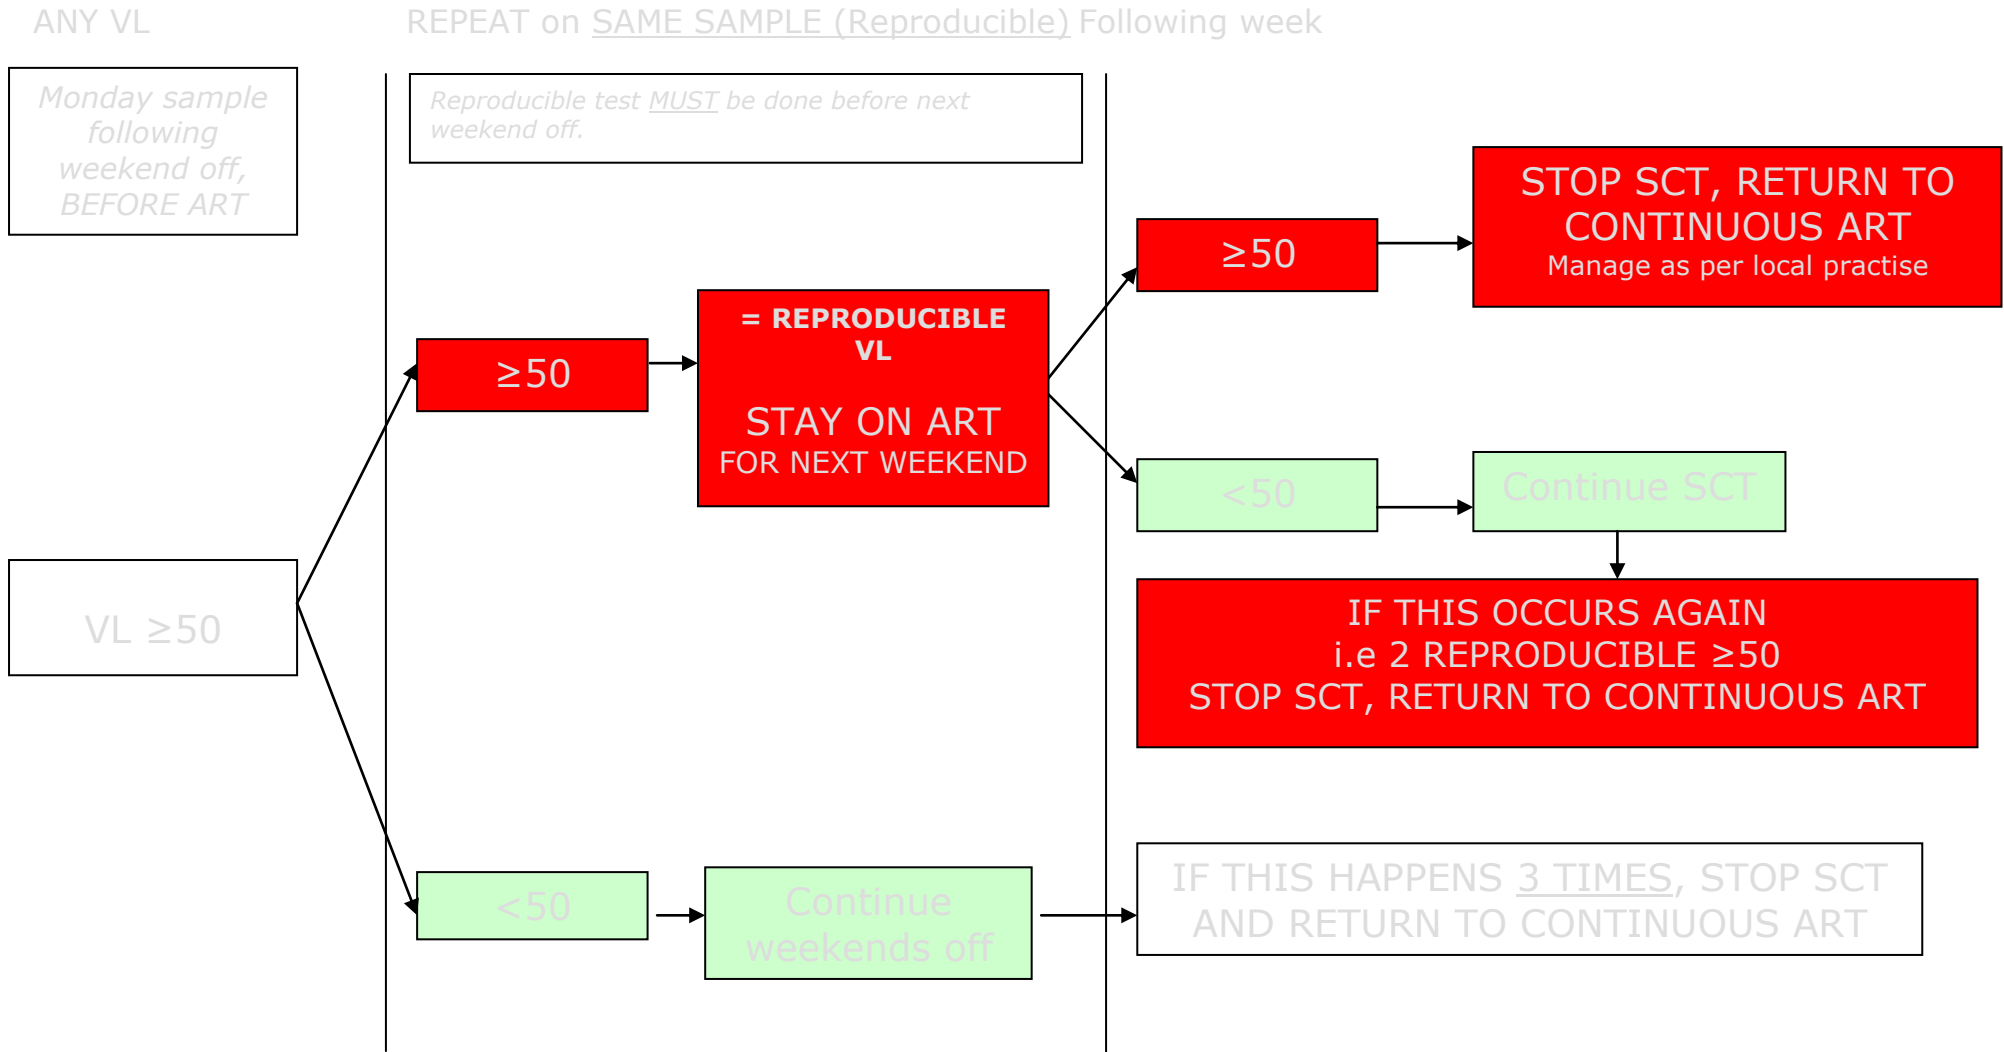 ANY VL
REPEAT on SAME SAMPLE (Reproducible) Following week
Monday sample
following
weekend off,
BEFORE ART
Reproducible test MUST be done before next
weekend off.
VL ≥50
≥50
= REPRODUCIBLE
VL
STAY ON ART
FOR NEXT WEEKEND
≥50
STOP SCT, RETURN TO
CONTINUOUS ART
Manage as per local practise
<50
Continue SCT
IF THIS OCCURS AGAIN
i.e 2 REPRODUCIBLE ≥50
STOP SCT, RETURN TO CONTINUOUS ART
<50
Continue
weekends off
IF THIS HAPPENS 3 TIMES, STOP SCT
AND RETURN TO CONTINUOUS ART